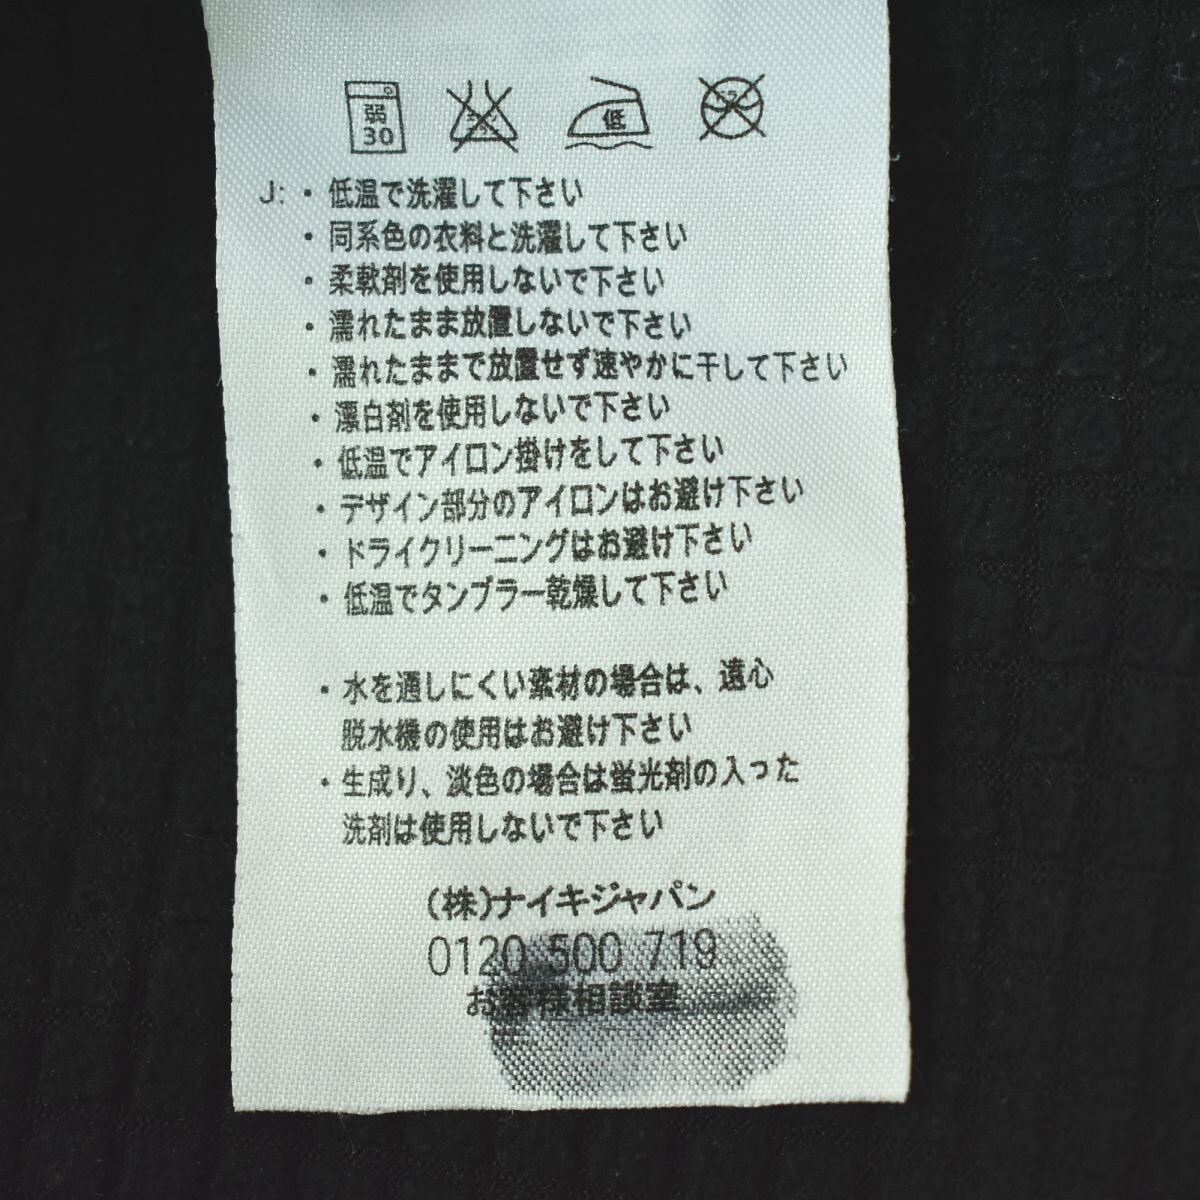 弱
30
低
J: ・低温で洗濯して下さい
・同系色の衣料と洗濯して下さい
・柔軟剤を使用しないで下さい
・濡れたまま放置しないで下さい
・濡れたままで放置せず速やかに干して下さい
・漂白剤を使用しないで下さい
・低温でアイロン掛けをして下さい
・デザイン部分のアイロンはお避け下さい
・ドライクリーニングはお避け下さい
・低温でタンブラー乾燥して下さい
・水を通しにくい素材の場合は、遠心
脱水機の使用はお避け下さい
・生成り、淡色の場合は蛍光剤の入った
洗剤は使用しないで下さい
(株)ナイキジャパン
0120 500 719
お客様相談室